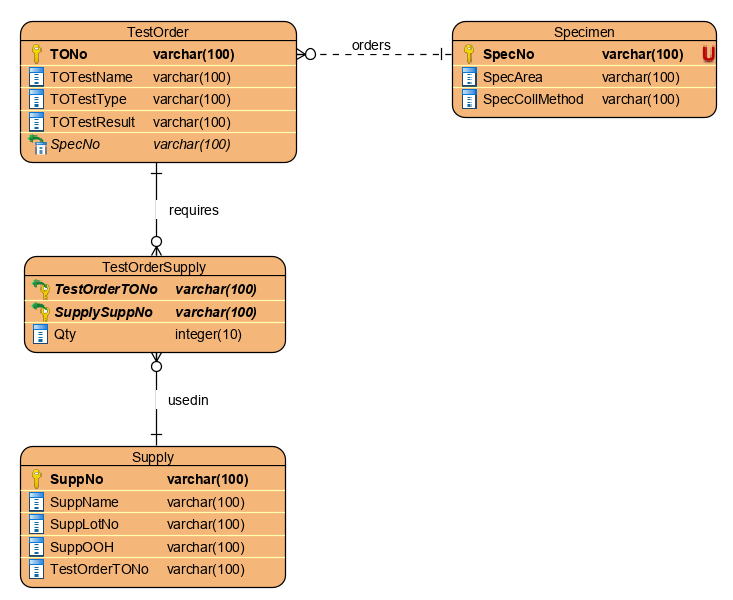 TestOrder
TONo varchar(100)
TOTestName varchar(100)
TOTestType varchar(100)
TOTestResult varchar(100)
SpecNo varchar(100)
orders
Specimen
SpecNo varchar(100) U
SpecArea varchar(100)
SpecCollMethod varchar(100)
requires
TestOrderSupply
TestOrderTONo varchar(100)
SupplySuppNo varchar(100)
Qty integer(10)
usedin
Supply
SuppNo varchar(100)
SuppName varchar(100)
SuppLotNo varchar(100)
SuppOOH varchar(100)
TestOrderTONo varchar(100)